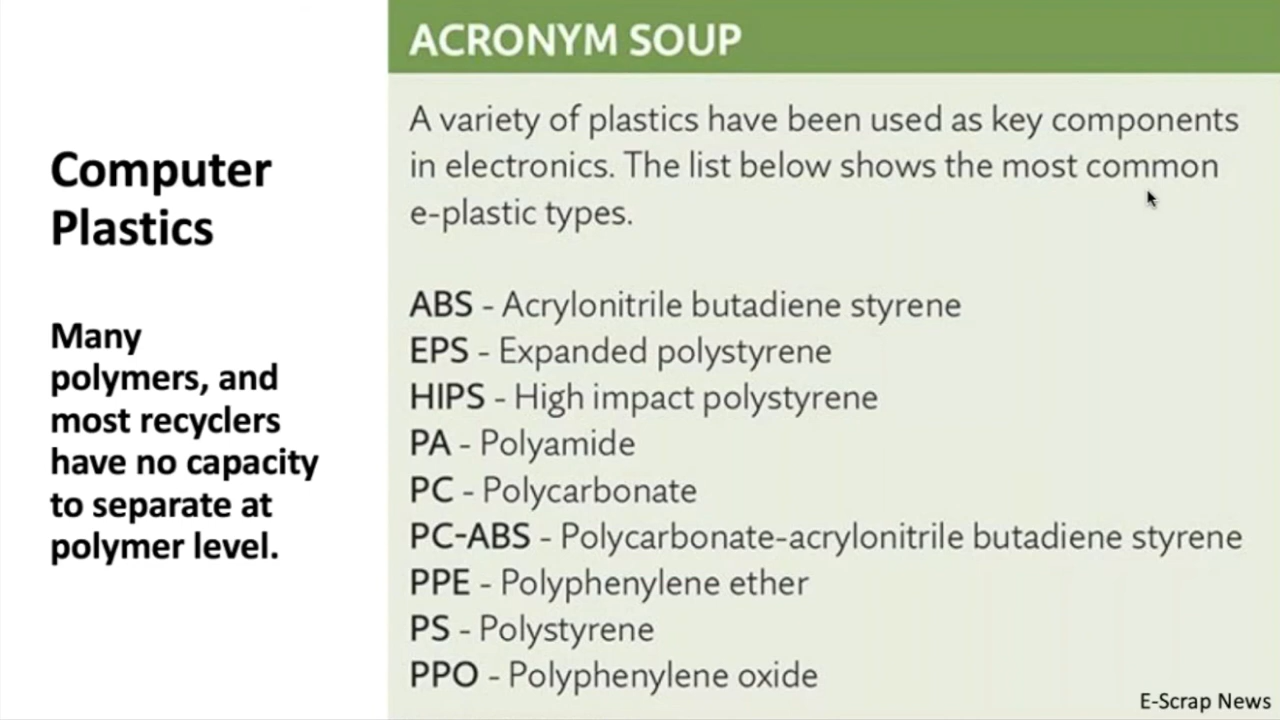 Computer
Plastics
Many
polymers, and
most recyclers
have no capacity
to separate at
polymer level.
ACRONYM SOUP
A variety of plastics have been used as key components
in electronics. The list below shows the most common
e-plastic types.
ABS - Acrylonitrile butadiene styrene
EPS - Expanded polystyrene
HIPS - High impact polystyrene
PA - Polyamide
PC - Polycarbonate
PC-ABS - Polycarbonate-acrylonitrile butadiene styrene
PPE - Polyphenylene ether
PS - Polystyrene
PPO - Polyphenylene oxide
E-Scrap News